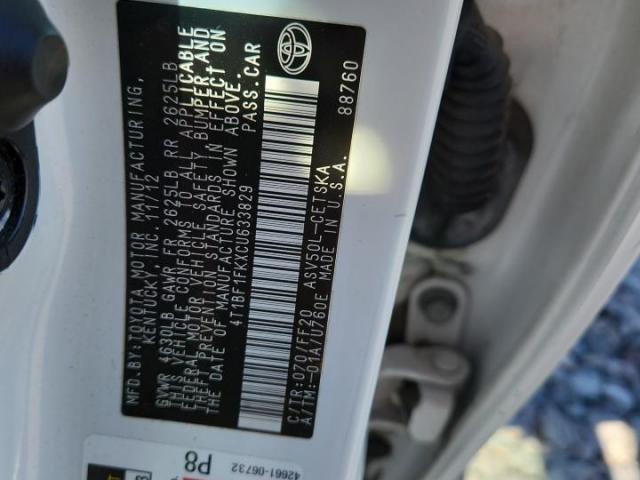 MFD.BY:TOYOTA MOTOR MANUFACTURING,
KENTUCKY, INC. 11/12
GVWR 4630LB GAWR FR 2625LB RR 2625LB
THIS VEHICLE CONFORMS TO ALL APPLICABLE
FEDERAL MOTOR VEHICLE SAFETY, BUMPER, AND
THEFT PREVENTION STANDARDS IN EFFECT ON
THE DATE OF MANUFACTURE SHOWN ABOVE.
4T1BF1FKXCU633829 PASS.CAR
C/TR:070/FF20 ASV50L-CETSKA
A/TM:-01A/U760E MADE IN U.S.A. 88760
P8
42661-06732